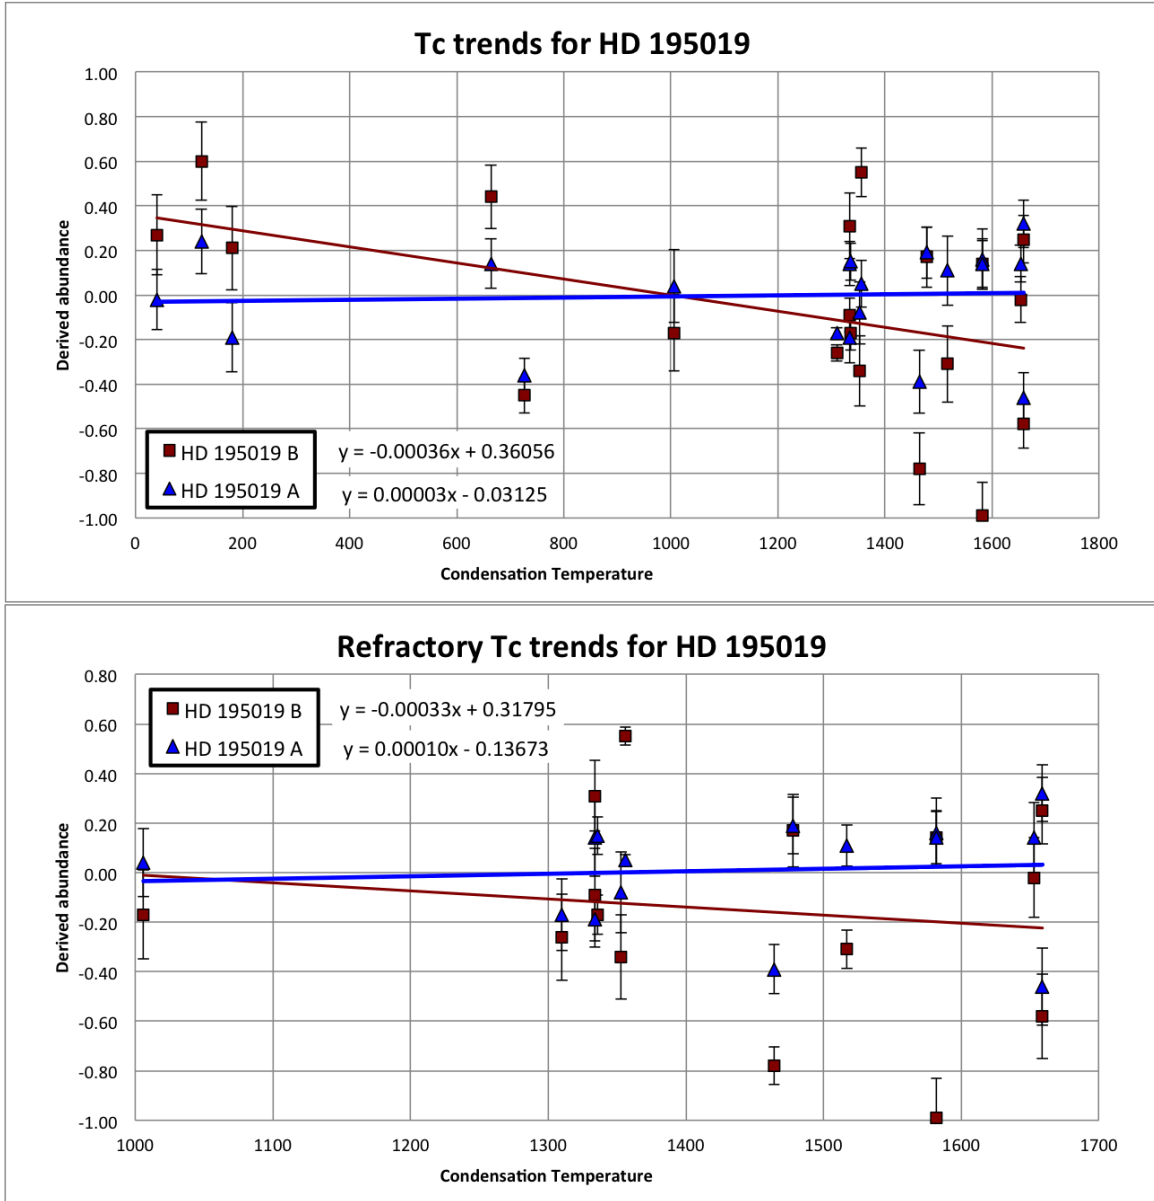 Tc trends for HD 195019
1.00
0.80
0.60
0.40
0.20
0.00
-0.20
-0.40
-0.60
-0.80
-1.00
Derived abundance
HD 195019 B
y = -0.00036x + 0.36056
HD 195019 A
y = 0.00003x - 0.03125
0 200 400 600 800 1000 1200 1400 1600 1800
Condensation Temperature
Refractory Tc trends for HD 195019
0.80
0.60
0.40
0.20
0.00
-0.20
-0.40
-0.60
-0.80
-1.00
Derived abundance
HD 195019 B
y = -0.00033x + 0.31795
HD 195019 A
y = 0.00010x - 0.13673
1000 1100 1200 1300 1400 1500 1600 1700
Condensation Temperature